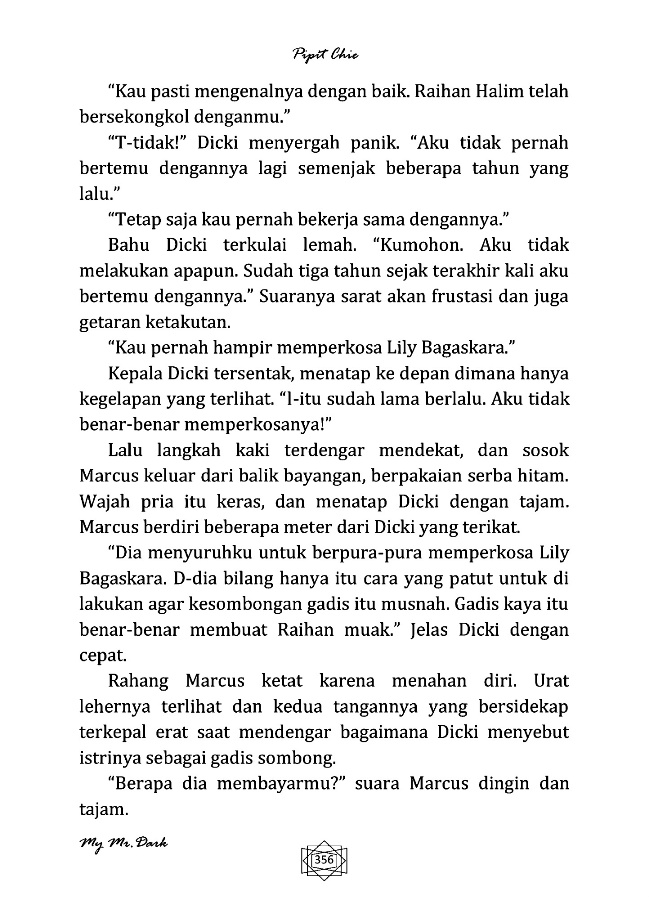 Pipit Chie
“Kau pasti mengenalnya dengan baik. Raihan Halim telah
bersekongkol denganmu.”
“T-tidak!” Dicki menyergah panik. “Aku tidak pernah
bertemu dengannya lagi semenjak beberapa tahun yang
lalu.”
“Tetap saja kau pernah bekerja sama dengannya.”
Bahu Dicki terkulai lemah. “Kumohon. Aku tidak
melakukan apapun. Sudah tiga tahun sejak terakhir kali aku
bertemu dengannya.” Suaranya sarat akan frustasi dan juga
getaran ketakutan.
“Kau pernah hampir memperkosa Lily Bagaskara.”
Kepala Dicki tersentak, menatap ke depan dimana hanya
kegelapan yang terlihat. “I-itu sudah lama berlalu. Aku tidak
benar-benar memperkosanya!”
Lalu langkah kaki terdengar mendekat, dan sosok
Marcus keluar dari balik bayangan, berpakaian serba hitam.
Wajah pria itu keras, dan menatap Dicki dengan tajam.
Marcus berdiri beberapa meter dari Dicki yang terikat.
“Dia menyuruhku untuk berpura-pura memperkosa Lily
Bagaskara. D-dia bilang hanya itu cara yang patut untuk di
lakukan agar kesombongan gadis itu musnah. Gadis kaya itu
benar-benar membuat Raihan muak.” Jelas Dicki dengan
cepat.
Rahang Marcus ketat karena menahan diri. Urat
lehernya terlihat dan kedua tangannya yang bersidekap
terkepal erat saat mendengar bagaimana Dicki menyebut
istrinya sebagai gadis sombong.
“Berapa dia membayarmu?” suara Marcus dingin dan
tajam.
My Mr. Dark
356